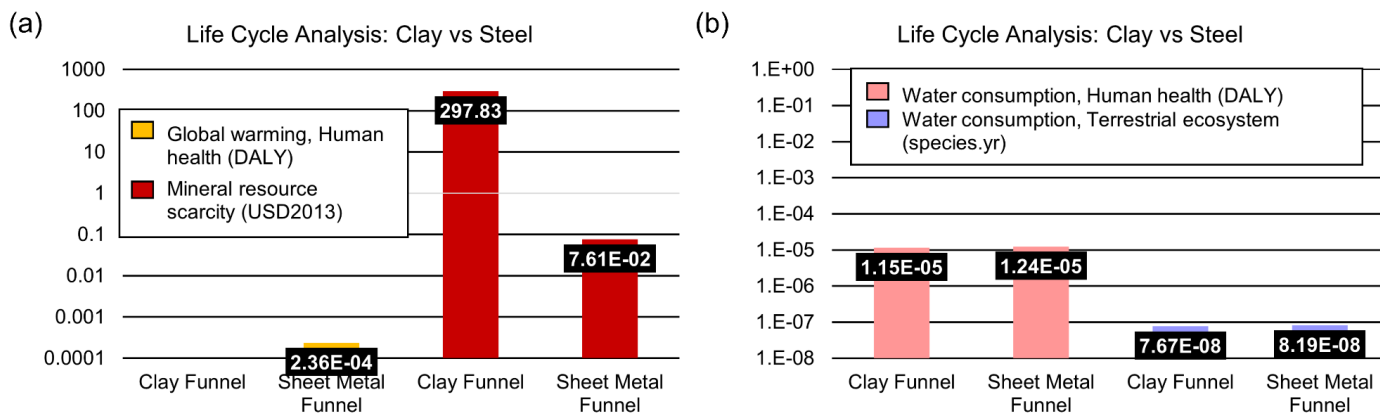 (a)
Life Cycle Analysis: Clay vs Steel
1000
100
10
1
0.1
0.01
0.001
0.0001
Global warming, Human
health (DALY)
Mineral resource
scarcity (USD2013)
297.83
7.61E-02
2.36E-04
Clay Funnel
Sheet Metal
Funnel
Clay Funnel
Sheet Metal
Funnel
(b)
Life Cycle Analysis: Clay vs Steel
1.E+00
1.E-01
1.E-02
1.E-03
1.E-04
1.E-05
1.E-06
1.E-07
1.E-08
Water consumption, Human health (DALY)
Water consumption, Terrestrial ecosystem
(species.yr)
1.15E-05
1.24E-05
7.67E-08
8.19E-08
Clay Funnel
Sheet Metal
Funnel
Clay Funnel
Sheet Metal
Funnel